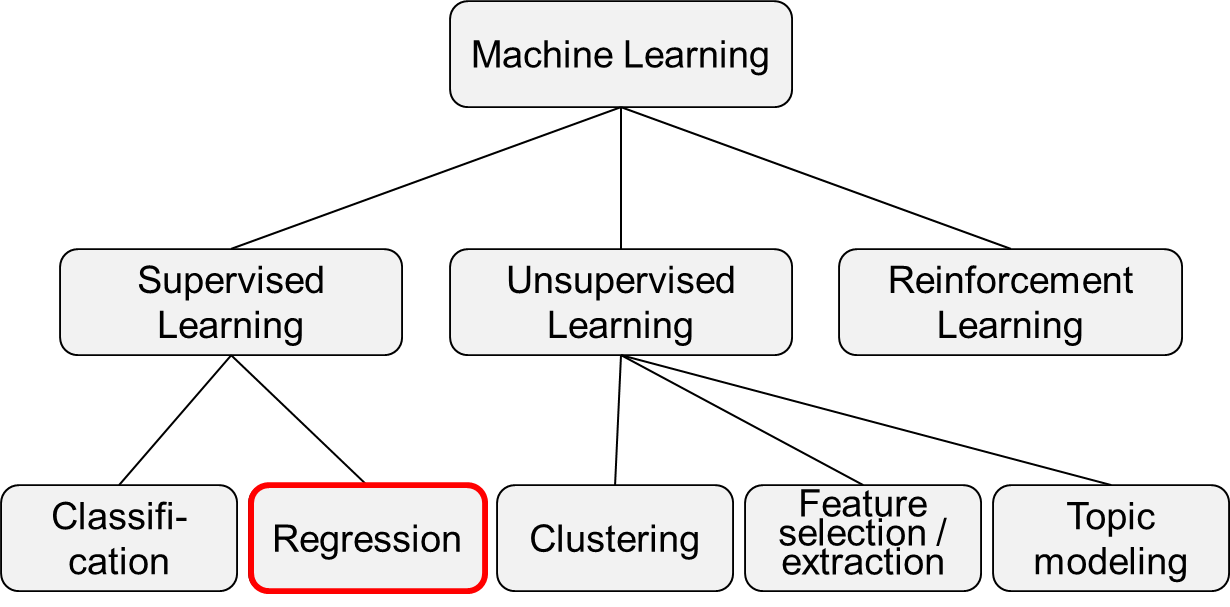 Machine Learning
Supervised
Learning
Unsupervised
Learning
Reinforcement
Learning
Classifi-
cation
Regression
Clustering
Feature
selection /
extraction
Topic
modeling